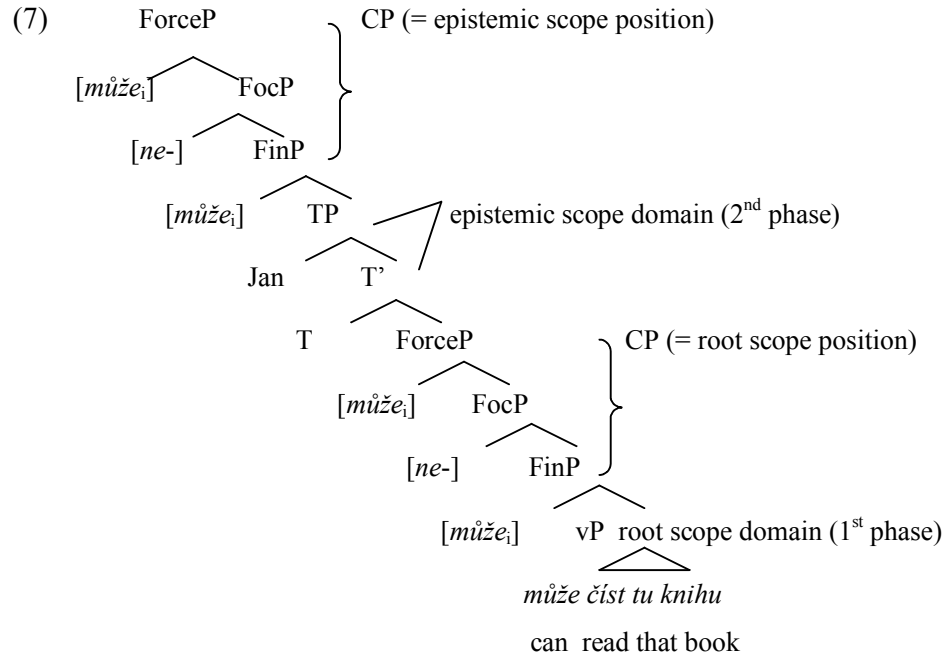 (7) ForceP CP (= epistemic scope position)
[můžeᵢ] FocP
[ne-] FinP
[můžeᵢ] TP epistemic scope domain (2ⁿᵈ phase)
Jan T’
T ForceP CP (= root scope position)
[můžeᵢ] FocP
[ne-] FinP
[můžeᵢ] vP root scope domain (1ˢᵗ phase)
může číst tu knihu
can read that book